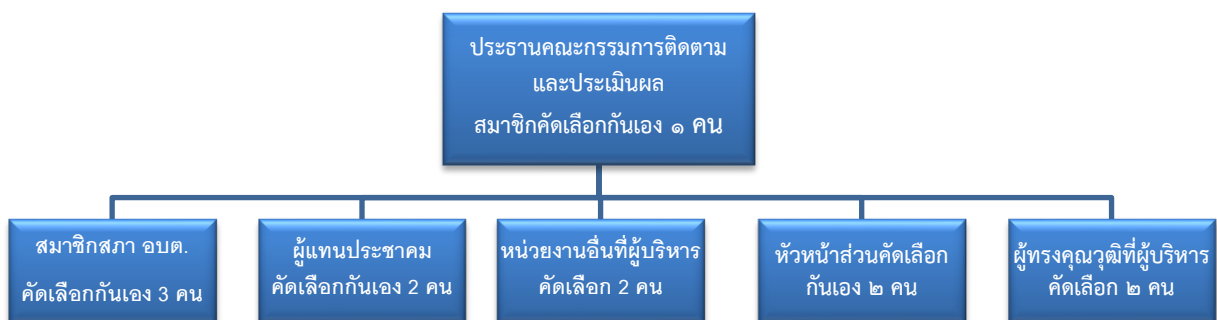 ประธานคณะกรรมการติดตาม
และประเมินผล
สมาชิกคัดเลือกกันเอง ๑ คน
สมาชิกสภา อบต.
คัดเลือกกันเอง 3 คน
ผู้แทนประชาคม
คัดเลือกกันเอง 2 คน
หน่วยงานอื่นที่ผู้บริหาร
คัดเลือก 2 คน
หัวหน้าส่วนคัดเลือก
กันเอง ๒ คน
ผู้ทรงคุณวุฒิที่ผู้บริหาร
คัดเลือก ๒ คน